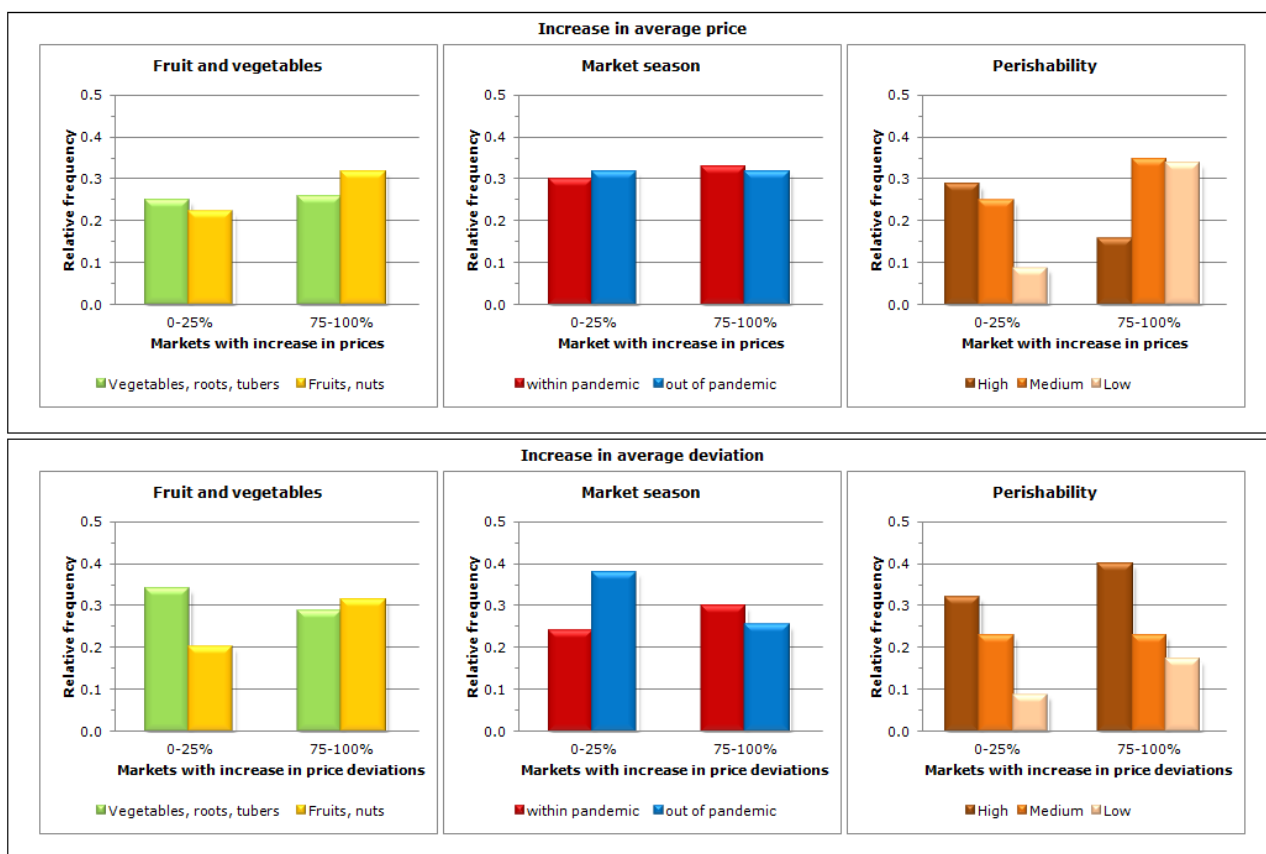 Increase in average price
Fruit and vegetables
Relative frequency
0.5
0.4
0.3
0.2
0.1
0.0
0-25% 75-100%
Markets with increase in prices
Vegetables, roots, tubers Fruits, nuts
Market season
Relative frequency
0.5
0.4
0.3
0.2
0.1
0.0
0-25% 75-100%
Market with increase in prices
within pandemic out of pandemic
Perishability
Relative frequency
0.5
0.4
0.3
0.2
0.1
0.0
0-25% 75-100%
Markets with increase in prices
High Medium Low
Increase in average deviation
Fruit and vegetables
Relative frequency
0.5
0.4
0.3
0.2
0.1
0.0
0-25% 75-100%
Markets with increase in price deviations
Vegetables, roots, tubers Fruits, nuts
Market season
Relative frequency
0.5
0.4
0.3
0.2
0.1
0.0
0-25% 75-100%
Markets with increase in price deviations
within pandemic out of pandemic
Perishability
Relative frequency
0.5
0.4
0.3
0.2
0.1
0.0
0-25% 75-100%
Markets with increase in price deviations
High Medium Low